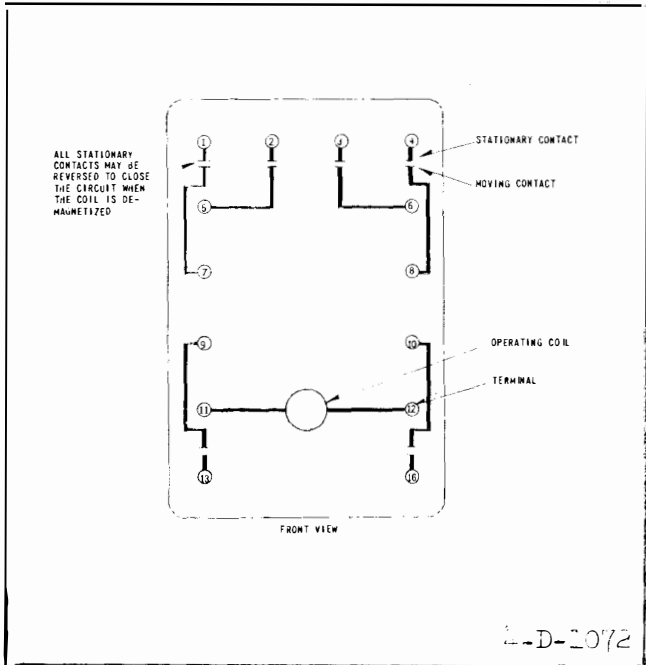 1 2 3 4
STATIONARY CONTACT
ALL STATIONARY
CONTACTS MAY BE
REVERSED TO CLOSE
THE CIRCUIT WHEN
THE COIL IS DE-
MAGNETIZED
MOVING CONTACT
5 6
7 8
9 10
OPERATING COIL
TERMINAL
11 12
13 16
FRONT VIEW